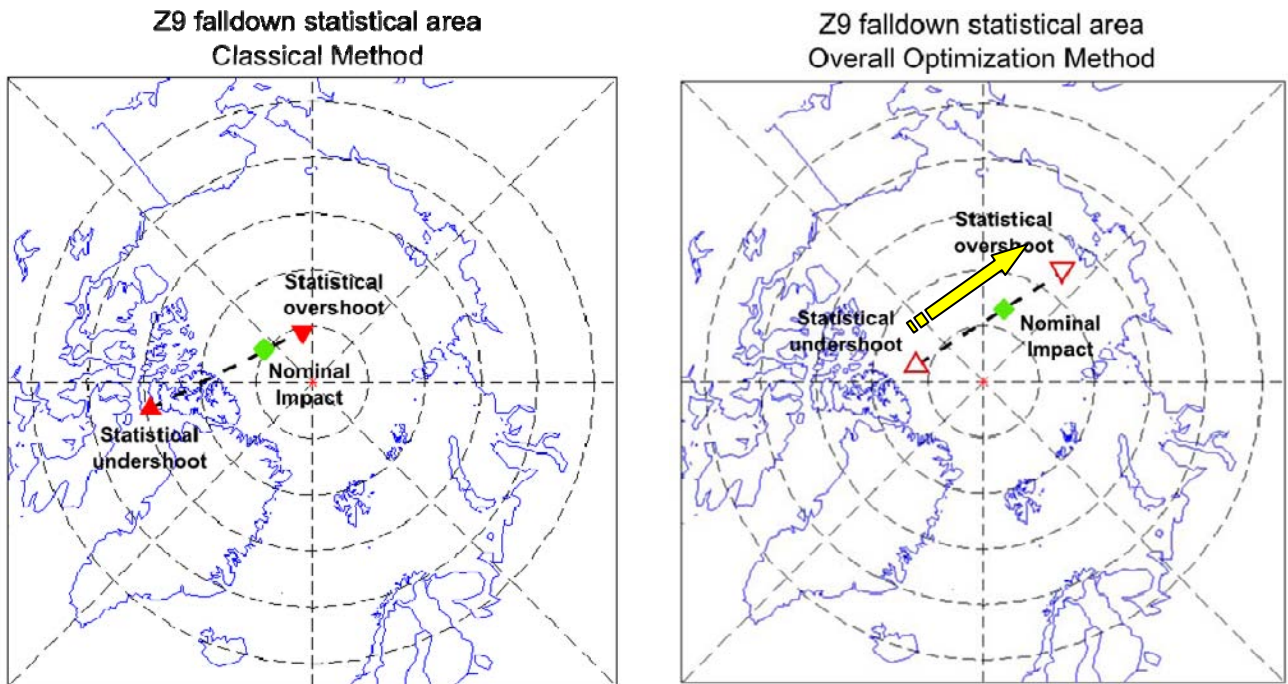 Z9 falldown statistical area
Classical Method
Statistical
overshoot
Nominal
Impact
Statistical
undershoot
Z9 falldown statistical area
Overall Optimization Method
Statistical
overshoot
Statistical
undershoot
Nominal
Impact